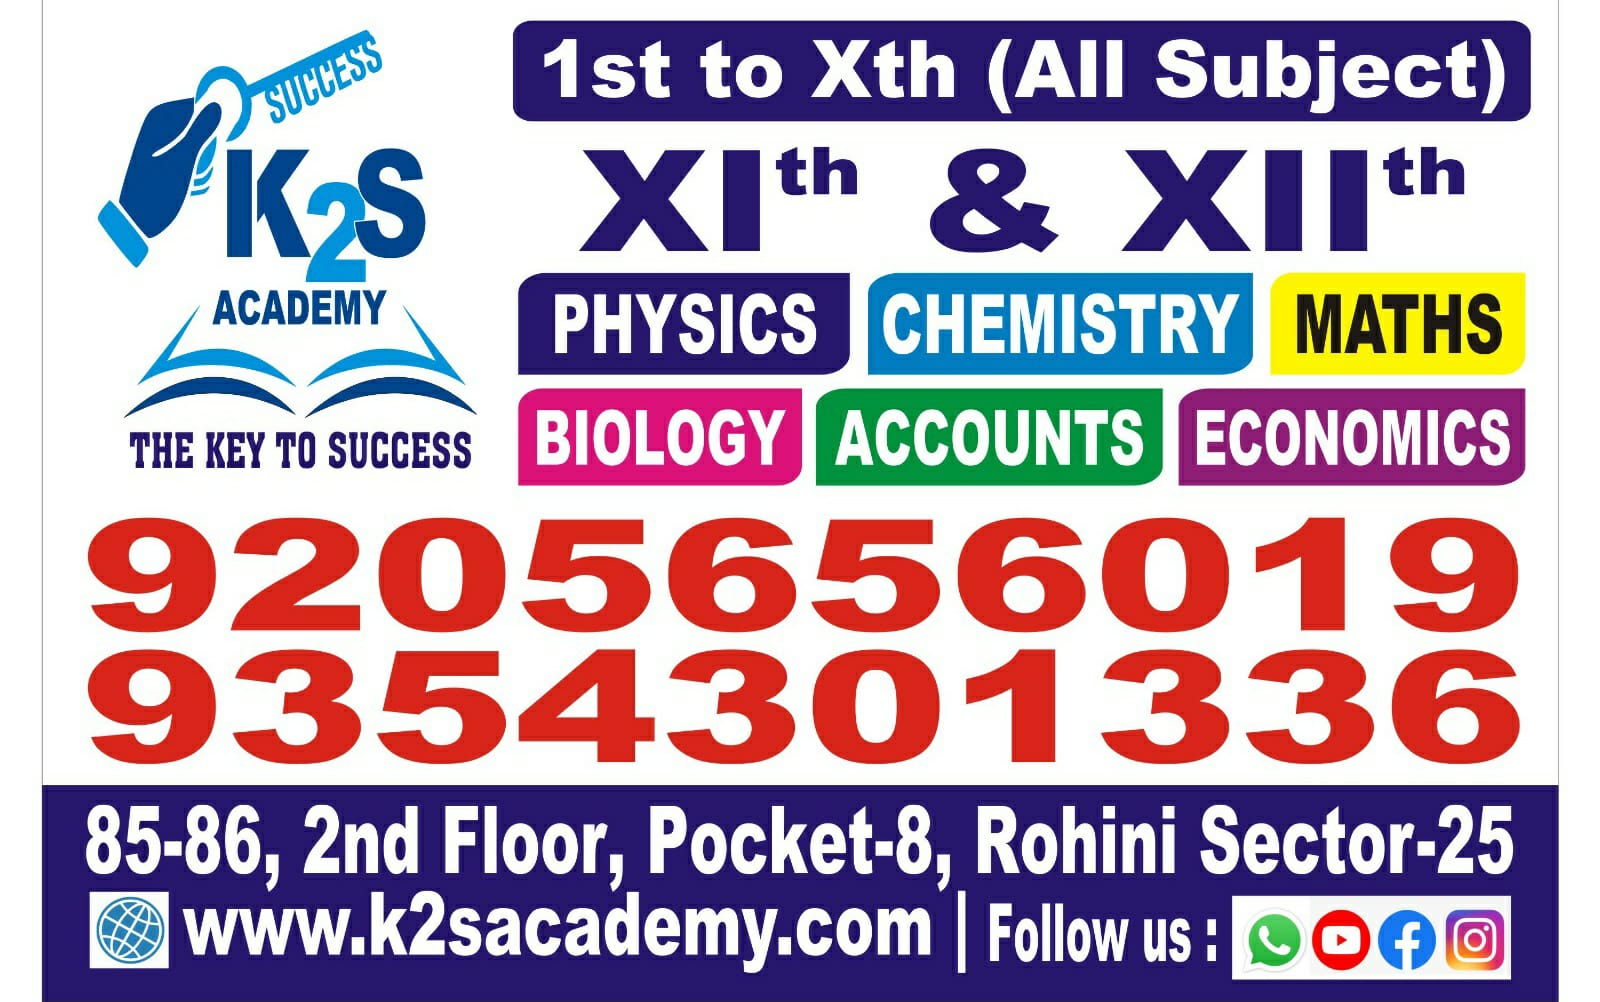 SUCCESS
K2S
ACADEMY
THE KEY TO SUCCESS
1st to Xth (All Subject)
XIth & XIIth
PHYSICS CHEMISTRY MATHS
BIOLOGY ACCOUNTS ECONOMICS
9205656019
9354301336
85-86, 2nd Floor, Pocket-8, Rohini Sector-25
www.k2sacademy.com | Follow us :